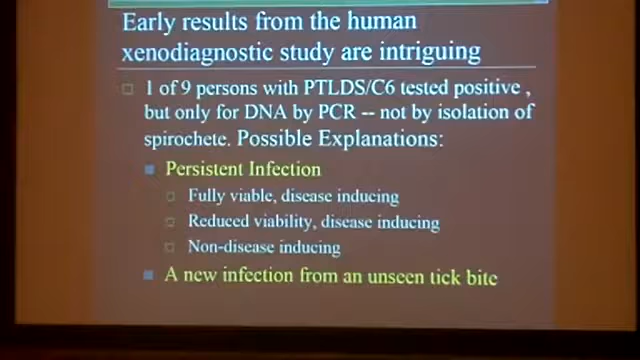 Early results from the human
xenodiagnostic study are intriguing
1 of 9 persons with PTLDS/C6 tested positive ,
but only for DNA by PCR -- not by isolation of
spirochete. Possible Explanations:
Persistent Infection
Fully viable, disease inducing
Reduced viability, disease inducing
Non-disease inducing
A new infection from an unseen tick bite